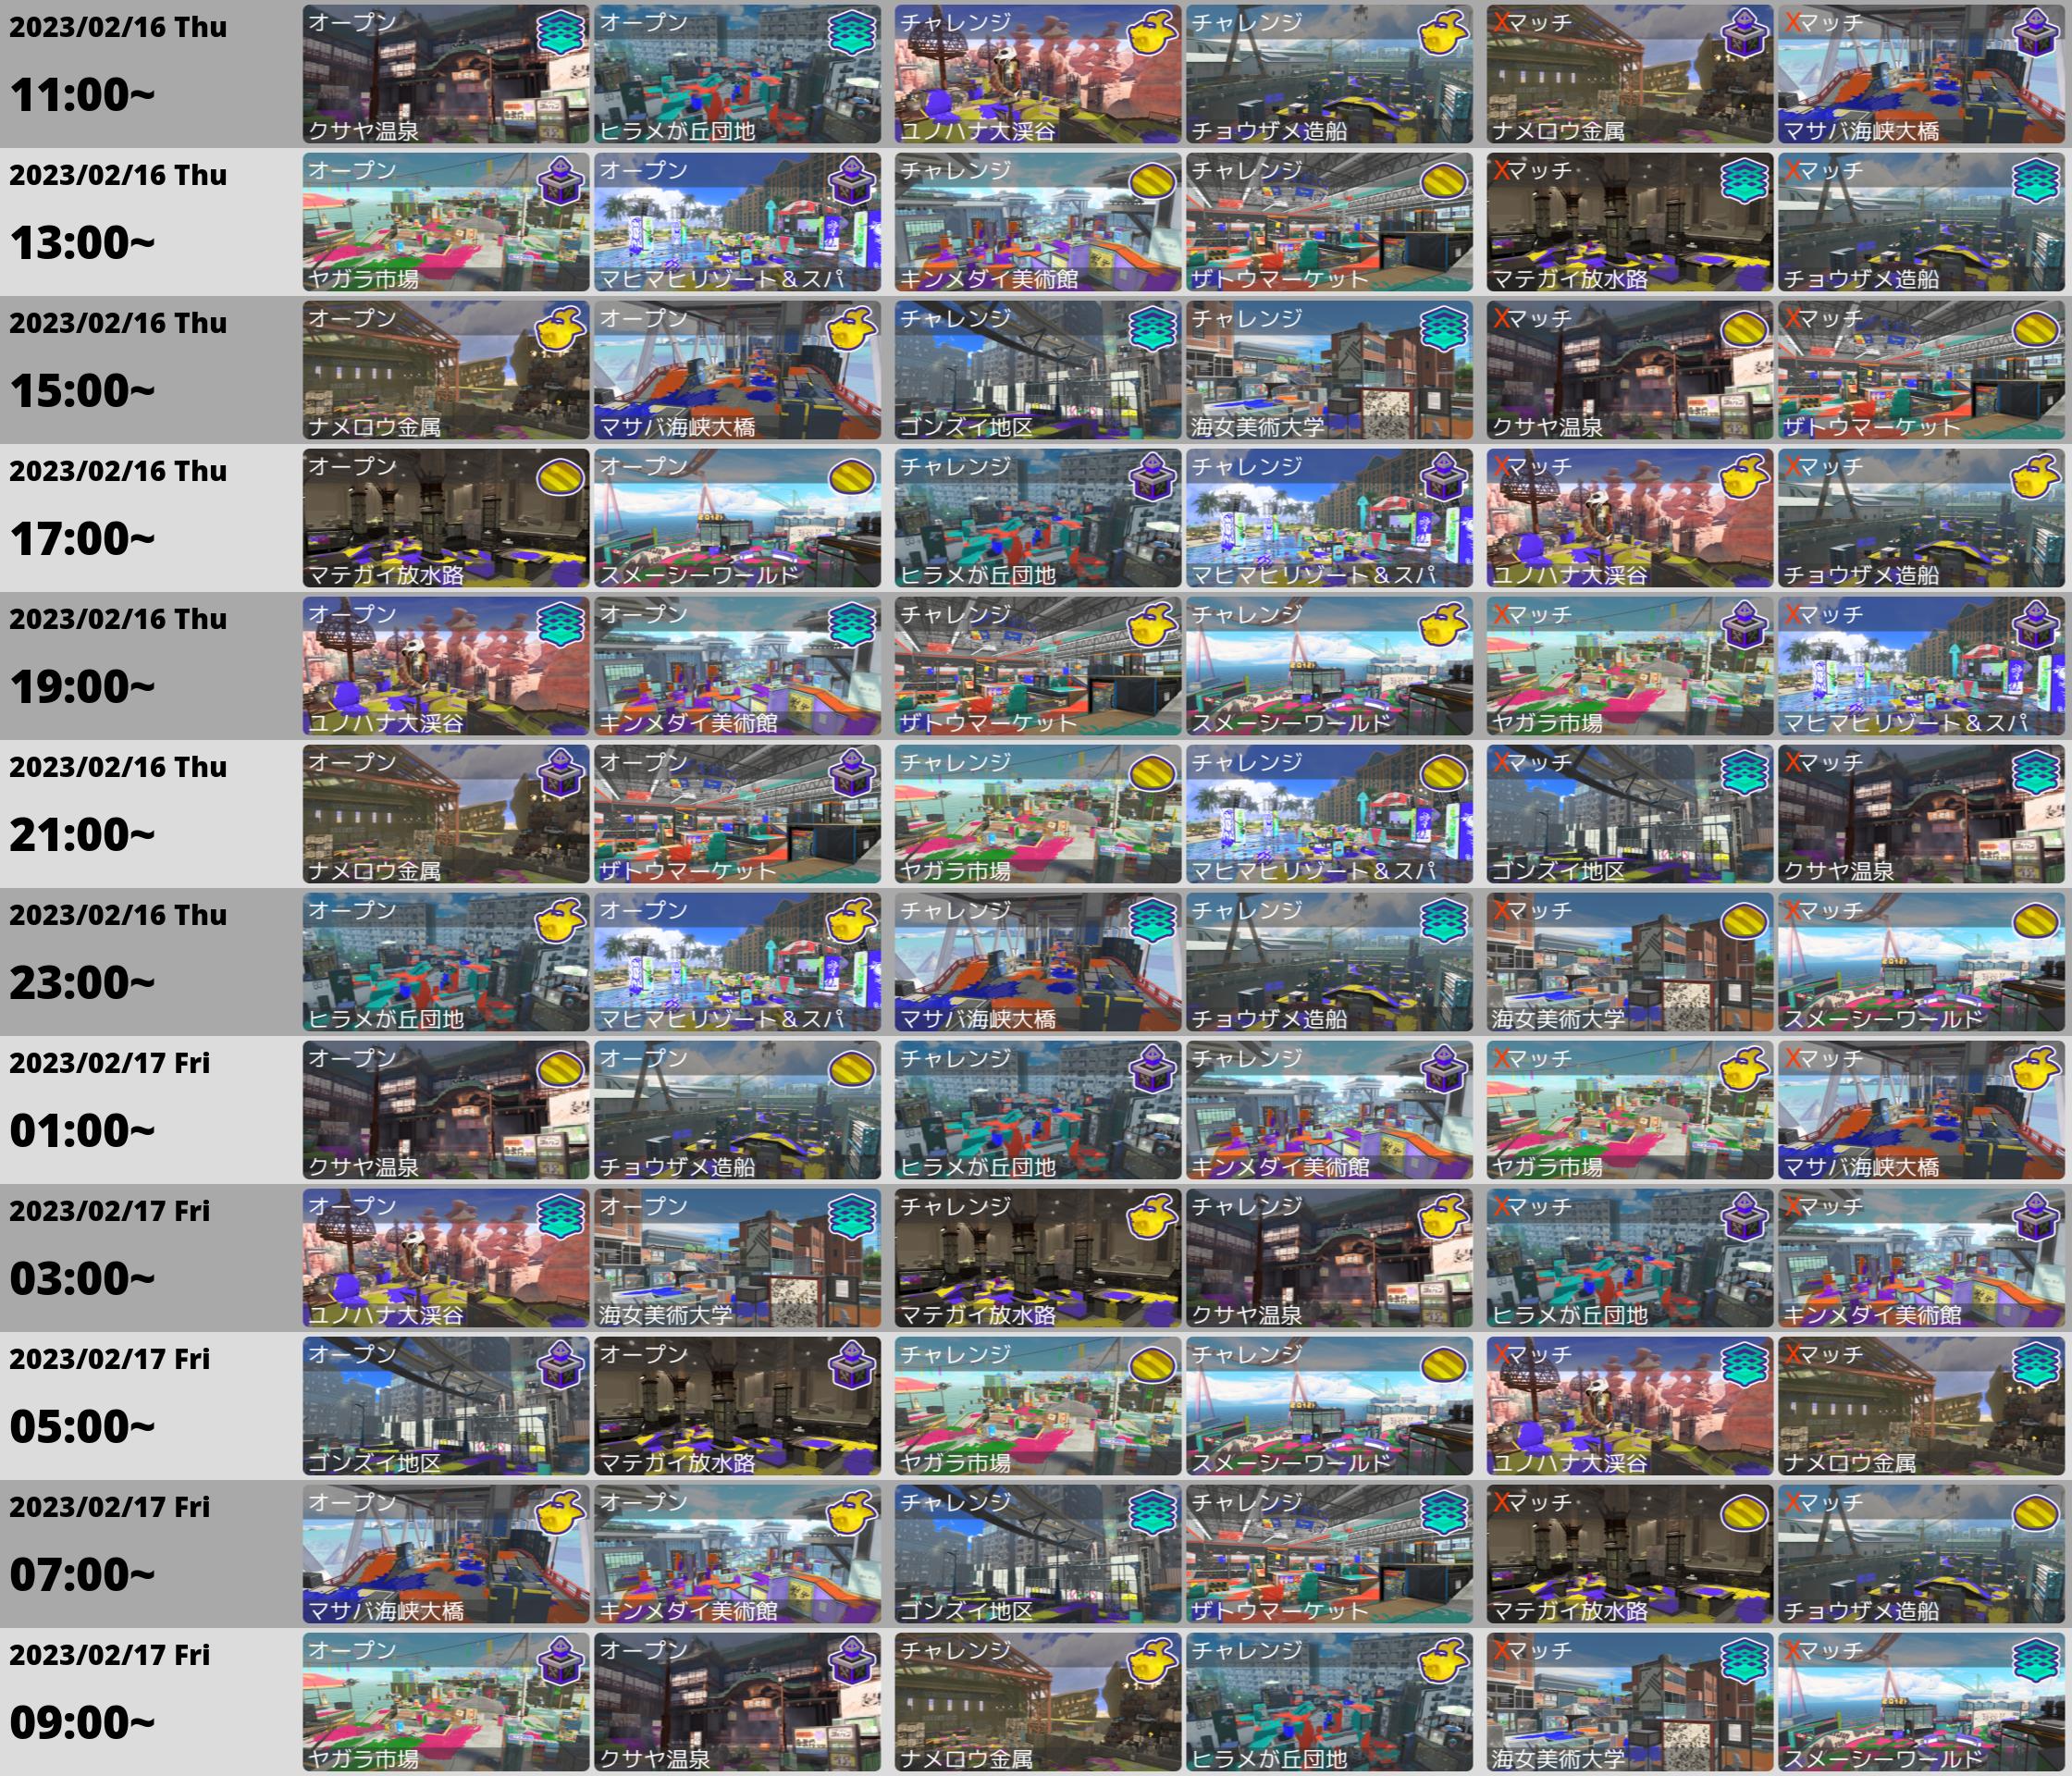 2023/02/16 Thu
11:00~
オープン オープン チャレンジ チャレンジ Xマッチ Xマッチ
クサヤ温泉 ヒラメが丘団地 ユノハナ大渓谷 チョウザメ造船 ナメロウ金属 マサバ海峡大橋
2023/02/16 Thu
13:00~
オープン オープン チャレンジ チャレンジ Xマッチ Xマッチ
ヤガラ市場 マヒマヒリゾート＆スパ キンメダイ美術館 ザトウマーケット マテガイ放水路 チョウザメ造船
2023/02/16 Thu
15:00~
オープン オープン チャレンジ チャレンジ Xマッチ Xマッチ
ナメロウ金属 マサバ海峡大橋 ゴンズイ地区 海女美術大学 クサヤ温泉 ザトウマーケット
2023/02/16 Thu
17:00~
オープン オープン チャレンジ チャレンジ Xマッチ Xマッチ
マテガイ放水路 スメーシーワールド ヒラメが丘団地 マヒマヒリゾート＆スパ ユノハナ大渓谷 チョウザメ造船
2023/02/16 Thu
19:00~
オープン オープン チャレンジ チャレンジ Xマッチ Xマッチ
ユノハナ大渓谷 キンメダイ美術館 ザトウマーケット スメーシーワールド ヤガラ市場 マヒマヒリゾート＆スパ
2023/02/16 Thu
21:00~
オープン オープン チャレンジ チャレンジ Xマッチ Xマッチ
ナメロウ金属 ザトウマーケット ヤガラ市場 マヒマヒリゾート＆スパ ゴンズイ地区 クサヤ温泉
2023/02/16 Thu
23:00~
オープン オープン チャレンジ チャレンジ Xマッチ Xマッチ
ヒラメが丘団地 マヒマヒリゾート＆スパ マサバ海峡大橋 チョウザメ造船 海女美術大学 スメーシーワールド
2023/02/17 Fri
01:00~
オープン オープン チャレンジ チャレンジ Xマッチ Xマッチ
クサヤ温泉 チョウザメ造船 ヒラメが丘団地 キンメダイ美術館 ヤガラ市場 マサバ海峡大橋
2023/02/17 Fri
03:00~
オープン オープン チャレンジ チャレンジ Xマッチ Xマッチ
ユノハナ大渓谷 海女美術大学 マテガイ放水路 クサヤ温泉 ヒラメが丘団地 キンメダイ美術館
2023/02/17 Fri
05:00~
オープン オープン チャレンジ チャレンジ Xマッチ Xマッチ
ゴンズイ地区 マテガイ放水路 ヤガラ市場 スメーシーワールド ユノハナ大渓谷 ナメロウ金属
2023/02/17 Fri
07:00~
オープン オープン チャレンジ チャレンジ Xマッチ Xマッチ
マサバ海峡大橋 キンメダイ美術館 ゴンズイ地区 ザトウマーケット マテガイ放水路 チョウザメ造船
2023/02/17 Fri
09:00~
オープン オープン チャレンジ チャレンジ Xマッチ Xマッチ
ヤガラ市場 クサヤ温泉 ナメロウ金属 ヒラメが丘団地 海女美術大学 スメーシーワールド